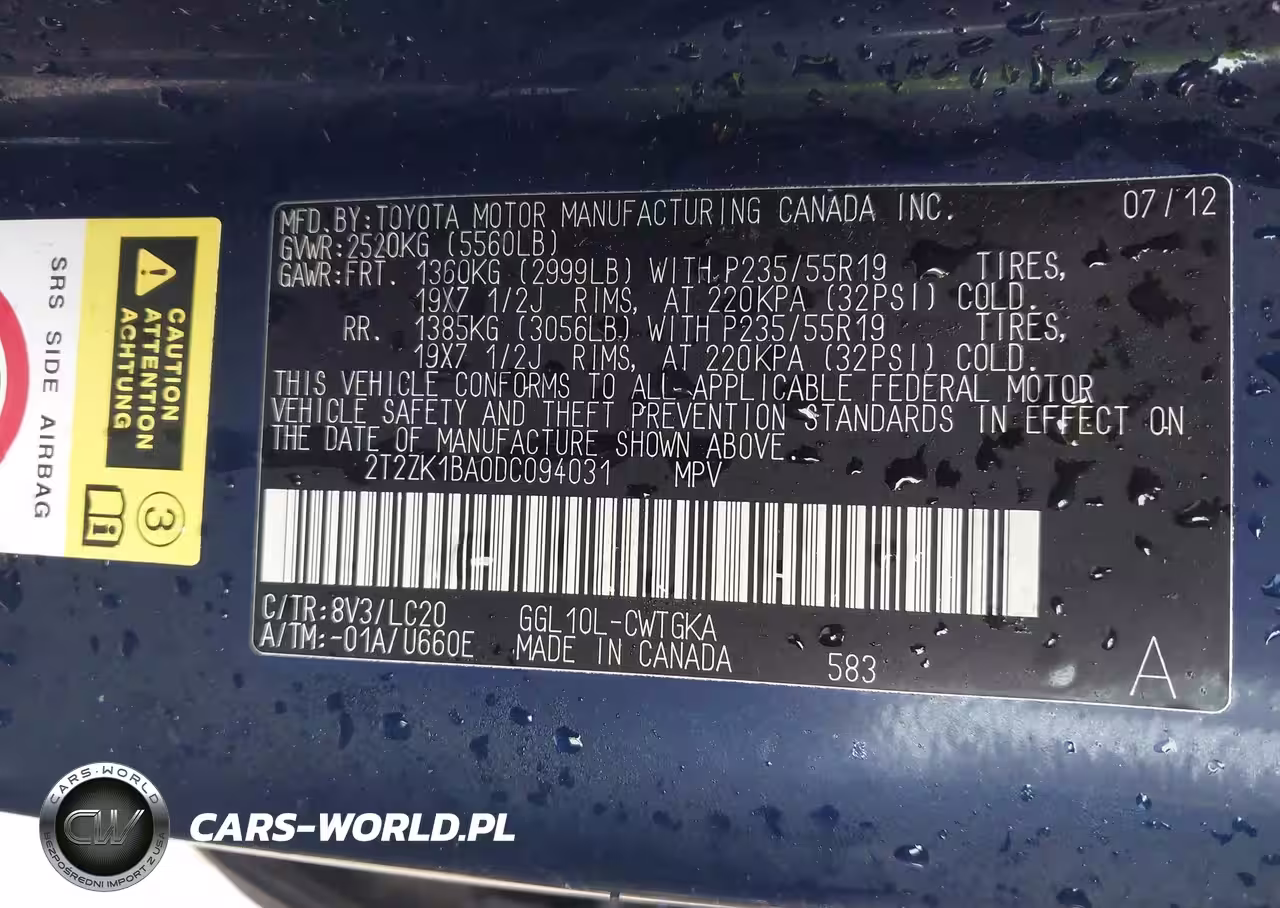 MFD.BY:TOYOTA MOTOR MANUFACTURING CANADA INC. 07/12
GVWR:2520KG (5560LB)
GAWR:FRT. 1360KG (2999LB) WITH P235/55R19 TIRES,
19X7 1/2J RIMS, AT 220KPA (32PSI) COLD.
RR. 1385KG (3056LB) WITH P235/55R19 TIRES,
19X7 1/2J RIMS, AT 220KPA (32PSI) COLD.
THIS VEHICLE CONFORMS TO ALL APPLICABLE FEDERAL MOTOR
VEHICLE SAFETY AND THEFT PREVENTION STANDARDS IN EFFECT ON
THE DATE OF MANUFACTURE SHOWN ABOVE.
2T2ZK1BA0DC094031 MPV
C/TR:8V3/LC20 GGL10L-CWTGKA
A/TM:-01A/U660E MADE IN CANADA 583 A
CAUTION
ATTENTION
ACHTUNG
3
SRS SIDE AIRBAG
CARS-WORLD
CW
BEZPOŚREDNI IMPORT Z USA
CARS-WORLD.PL